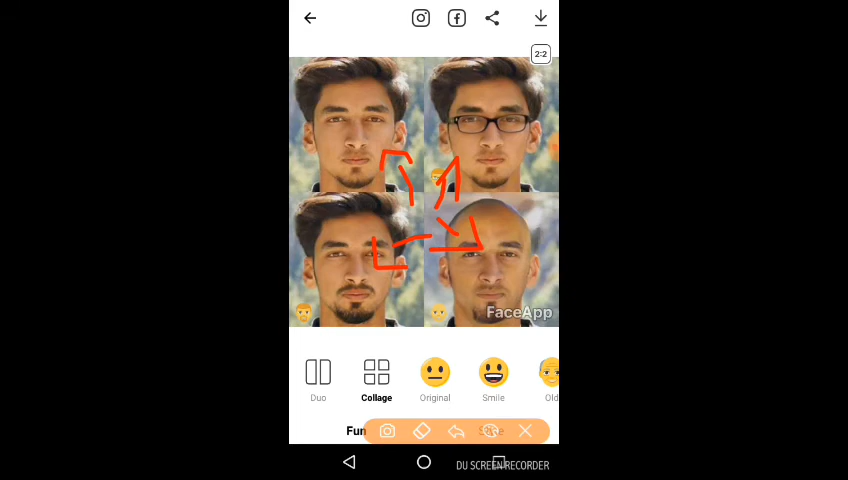 2:2
FaceApp
Duo
Collage
Original
Smile
Old
Fun
DU SCREEN RECORDER